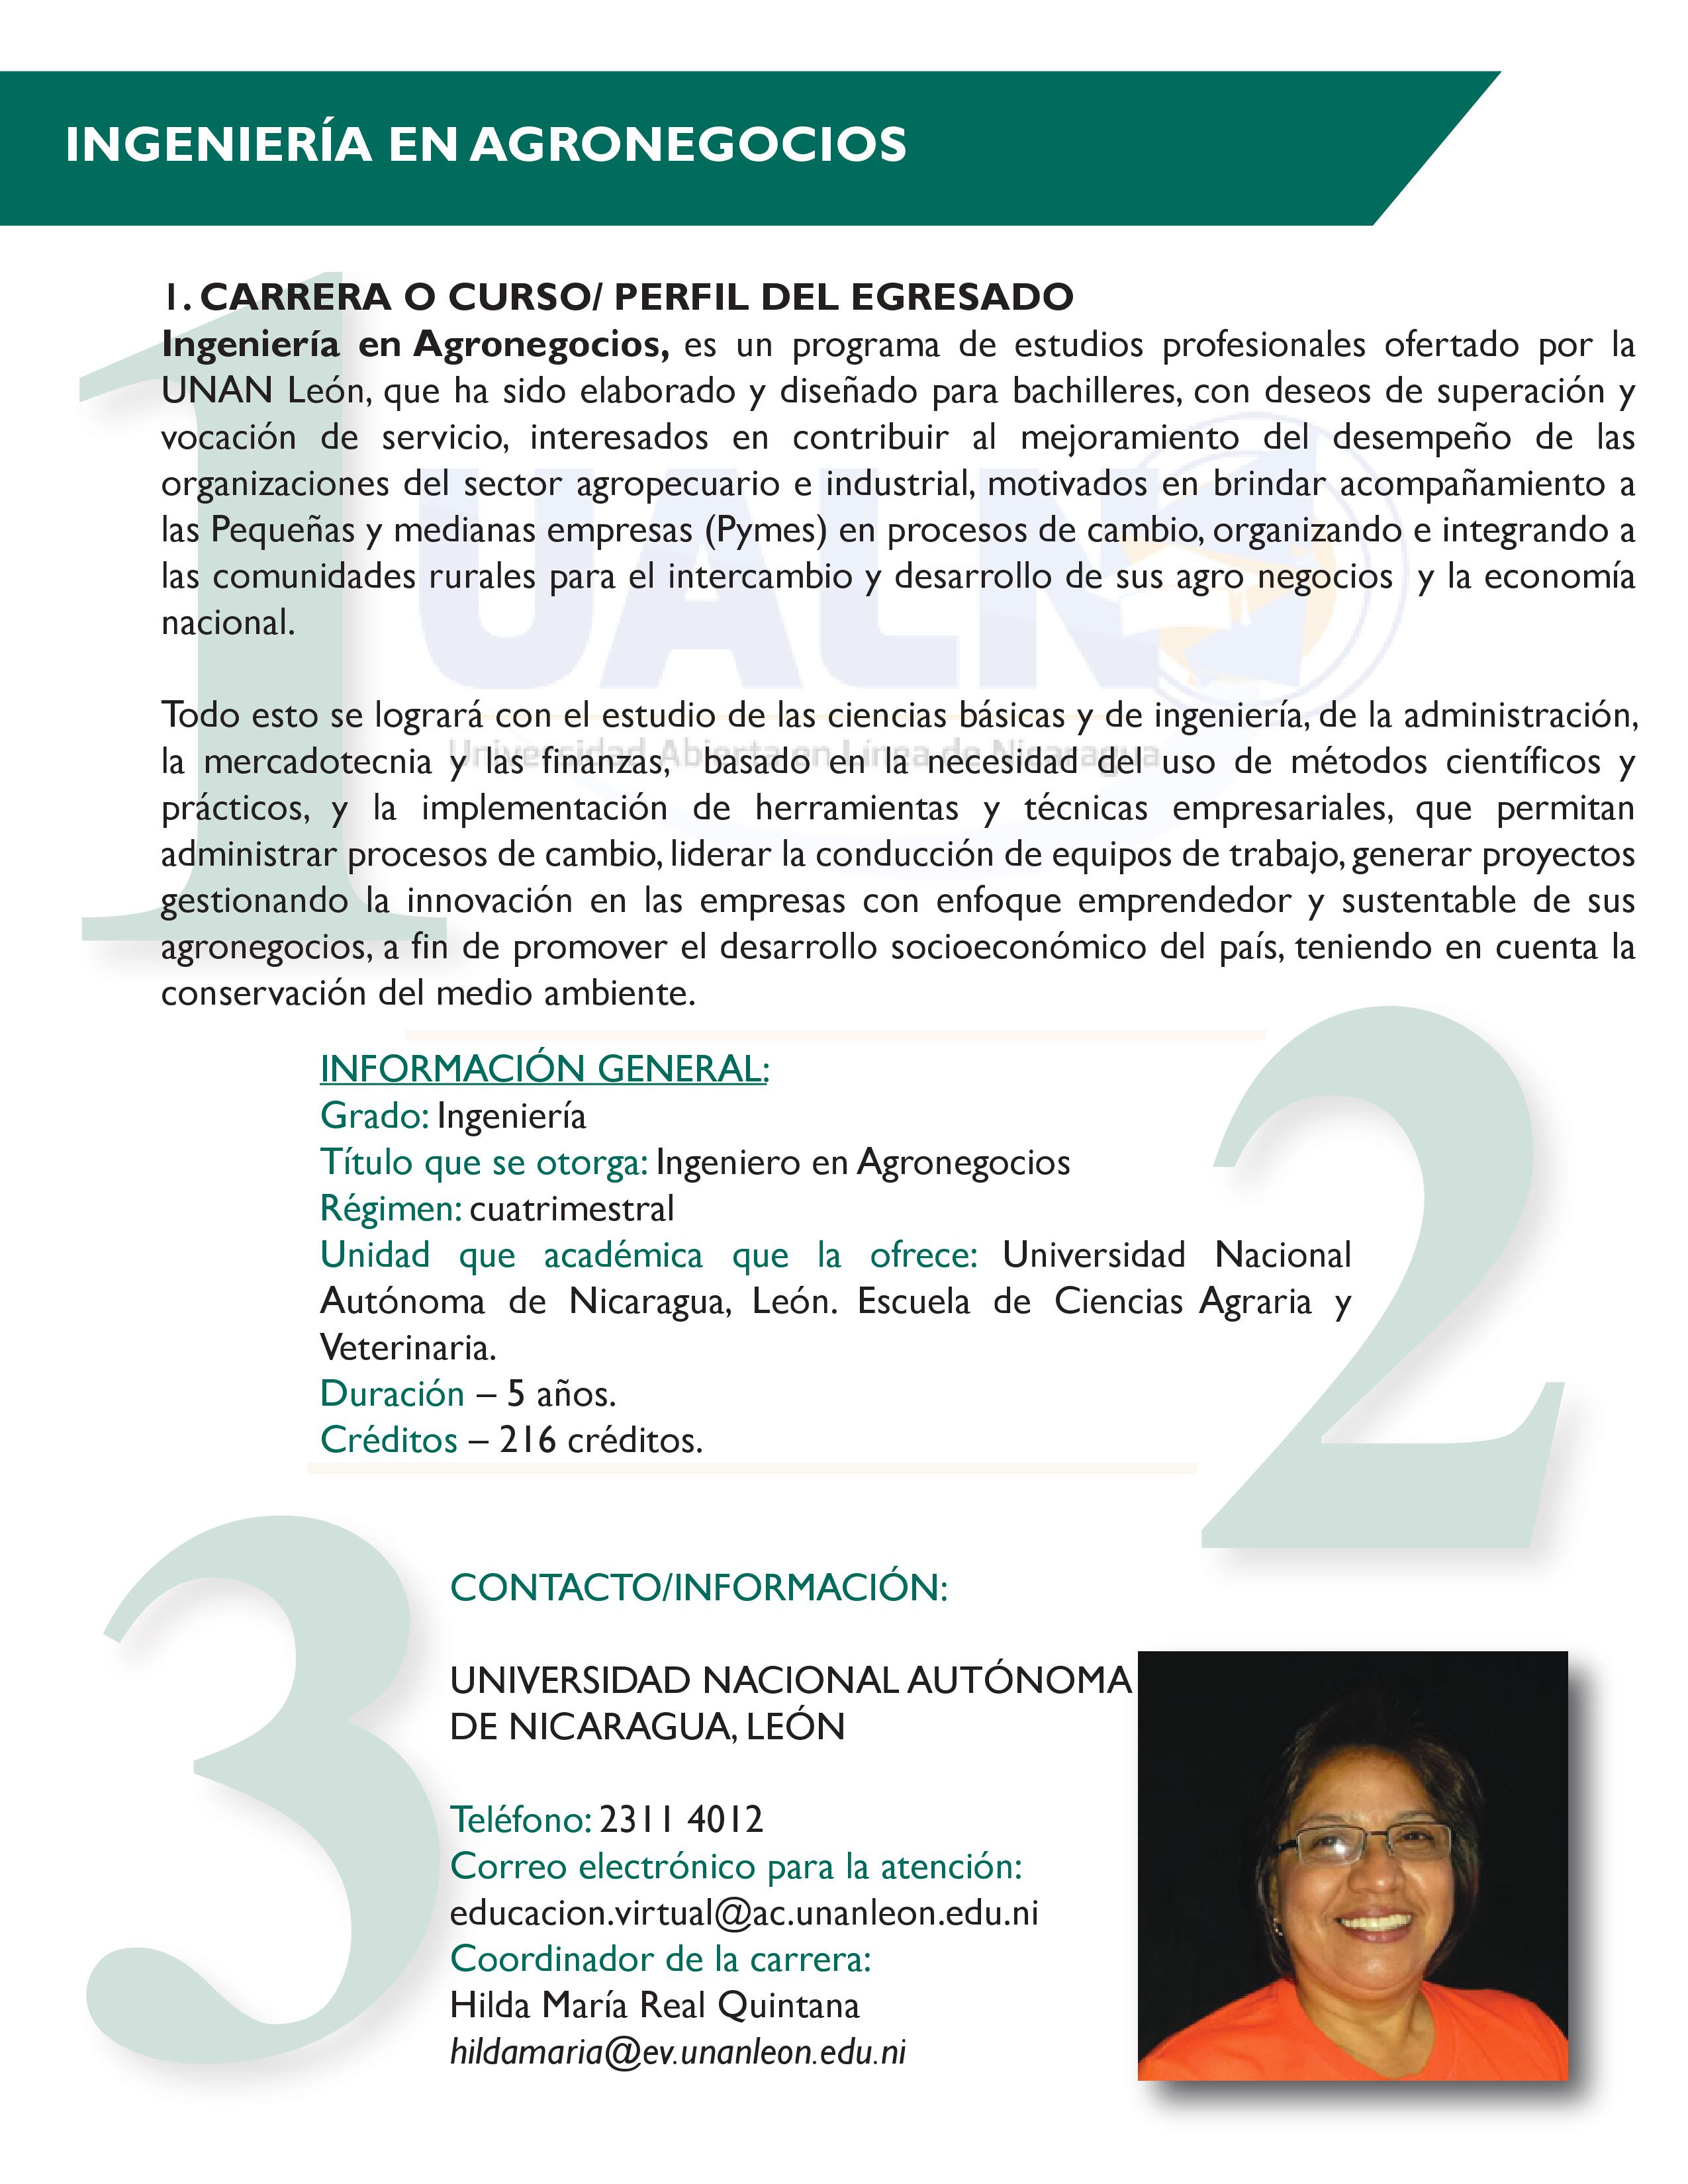 INGENIERÍA EN AGRONEGOCIOS
1. CARRERA O CURSO/ PERFIL DEL EGRESADO
Ingeniería en Agronegocios, es un programa de estudios profesionales ofertado por la
UNAN León, que ha sido elaborado y diseñado para bachilleres, con deseos de superación y
vocación de servicio, interesados en contribuir al mejoramiento del desempeño de las
organizaciones del sector agropecuario e industrial, motivados en brindar acompañamiento a
las Pequeñas y medianas empresas (Pymes) en procesos de cambio, organizando e integrando a
las comunidades rurales para el intercambio y desarrollo de sus agro negocios y la economía
nacional.
Todo esto se logrará con el estudio de las ciencias básicas y de ingeniería, de la administración,
la mercadotecnia y las finanzas, basado en la necesidad del uso de métodos científicos y
prácticos, y la implementación de herramientas y técnicas empresariales, que permitan
administrar procesos de cambio, liderar la conducción de equipos de trabajo, generar proyectos
gestionando la innovación en las empresas con enfoque emprendedor y sustentable de sus
agronegocios, a fin de promover el desarrollo socioeconómico del país, teniendo en cuenta la
conservación del medio ambiente.
1
UALN
Universidad Abierta en Línea de Nicaragua
INFORMACIÓN GENERAL:
Grado: Ingeniería
Título que se otorga: Ingeniero en Agronegocios
Régimen: cuatrimestral
Unidad que académica que la ofrece: Universidad Nacional
Autónoma de Nicaragua, León. Escuela de Ciencias Agraria y
Veterinaria.
Duración – 5 años.
Créditos – 216 créditos.
2
3
CONTACTO/INFORMACIÓN:
UNIVERSIDAD NACIONAL AUTÓNOMA
DE NICARAGUA, LEÓN
Teléfono: 2311 4012
Correo electrónico para la atención:
educacion.virtual@ac.unanleon.edu.ni
Coordinador de la carrera:
Hilda María Real Quintana
hildamaria@ev.unanleon.edu.ni